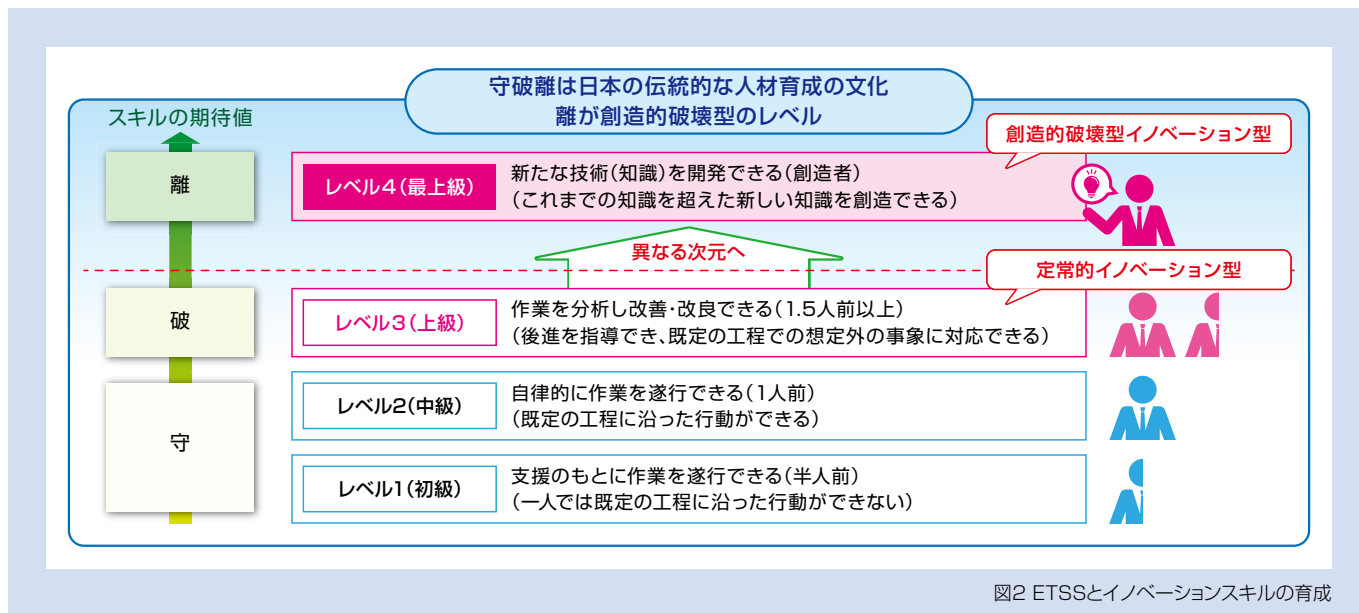 守破離は日本の伝統的な人材育成の文化
離が創造的破壊型のレベル
スキルの期待値
創造的破壊型イノベーション型
離
レベル4(最上級)
新たな技術(知識)を開発できる(創造者)
(これまでの知識を超えた新しい知識を創造できる)
異なる次元へ
定常的イノベーション型
破
レベル3(上級)
作業を分析し改善・改良できる(1.5人前以上)
(後進を指導でき、既定の工程での想定外の事象に対応できる)
守
レベル2(中級)
自律的に作業を遂行できる(1人前)
(既定の工程に沿った行動ができる)
レベル1(初級)
支援のもとに作業を遂行できる(半人前)
(一人では既定の工程に沿った行動ができない)
図2 ETSSとイノベーションスキルの育成